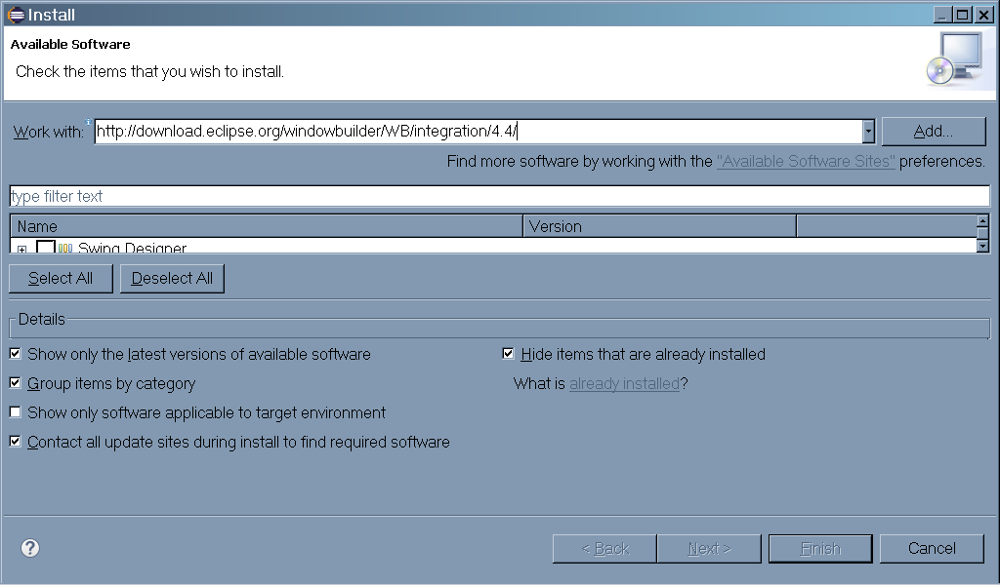 Install
Available Software
Check the items that you wish to install.
Work with: http://download.eclipse.org/windowbuilder/WB/integration/4.4/ Add...
Find more software by working with the "Available Software Sites" preferences.
type filter text
Name Version
Swing Designer
Select All Deselect All
Details
Show only the latest versions of available software Hide items that are already installed
Group items by category What is already installed?
Show only software applicable to target environment
Contact all update sites during install to find required software
? < Back Next > Finish Cancel